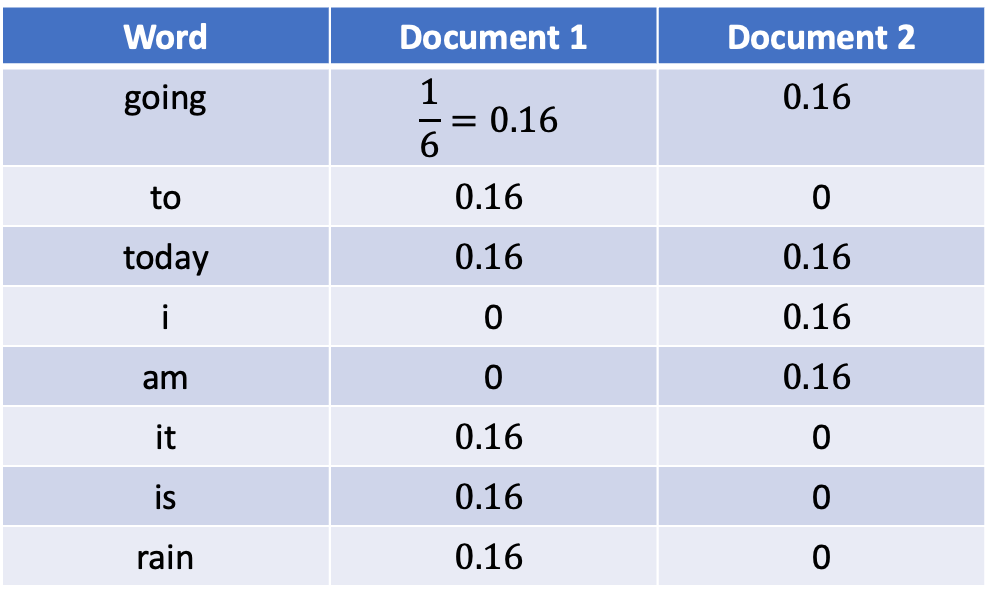 Word Document 1 Document 2
going 1/6 = 0.16 0.16
to 0.16 0
today 0.16 0.16
i 0 0.16
am 0 0.16
it 0.16 0
is 0.16 0
rain 0.16 0